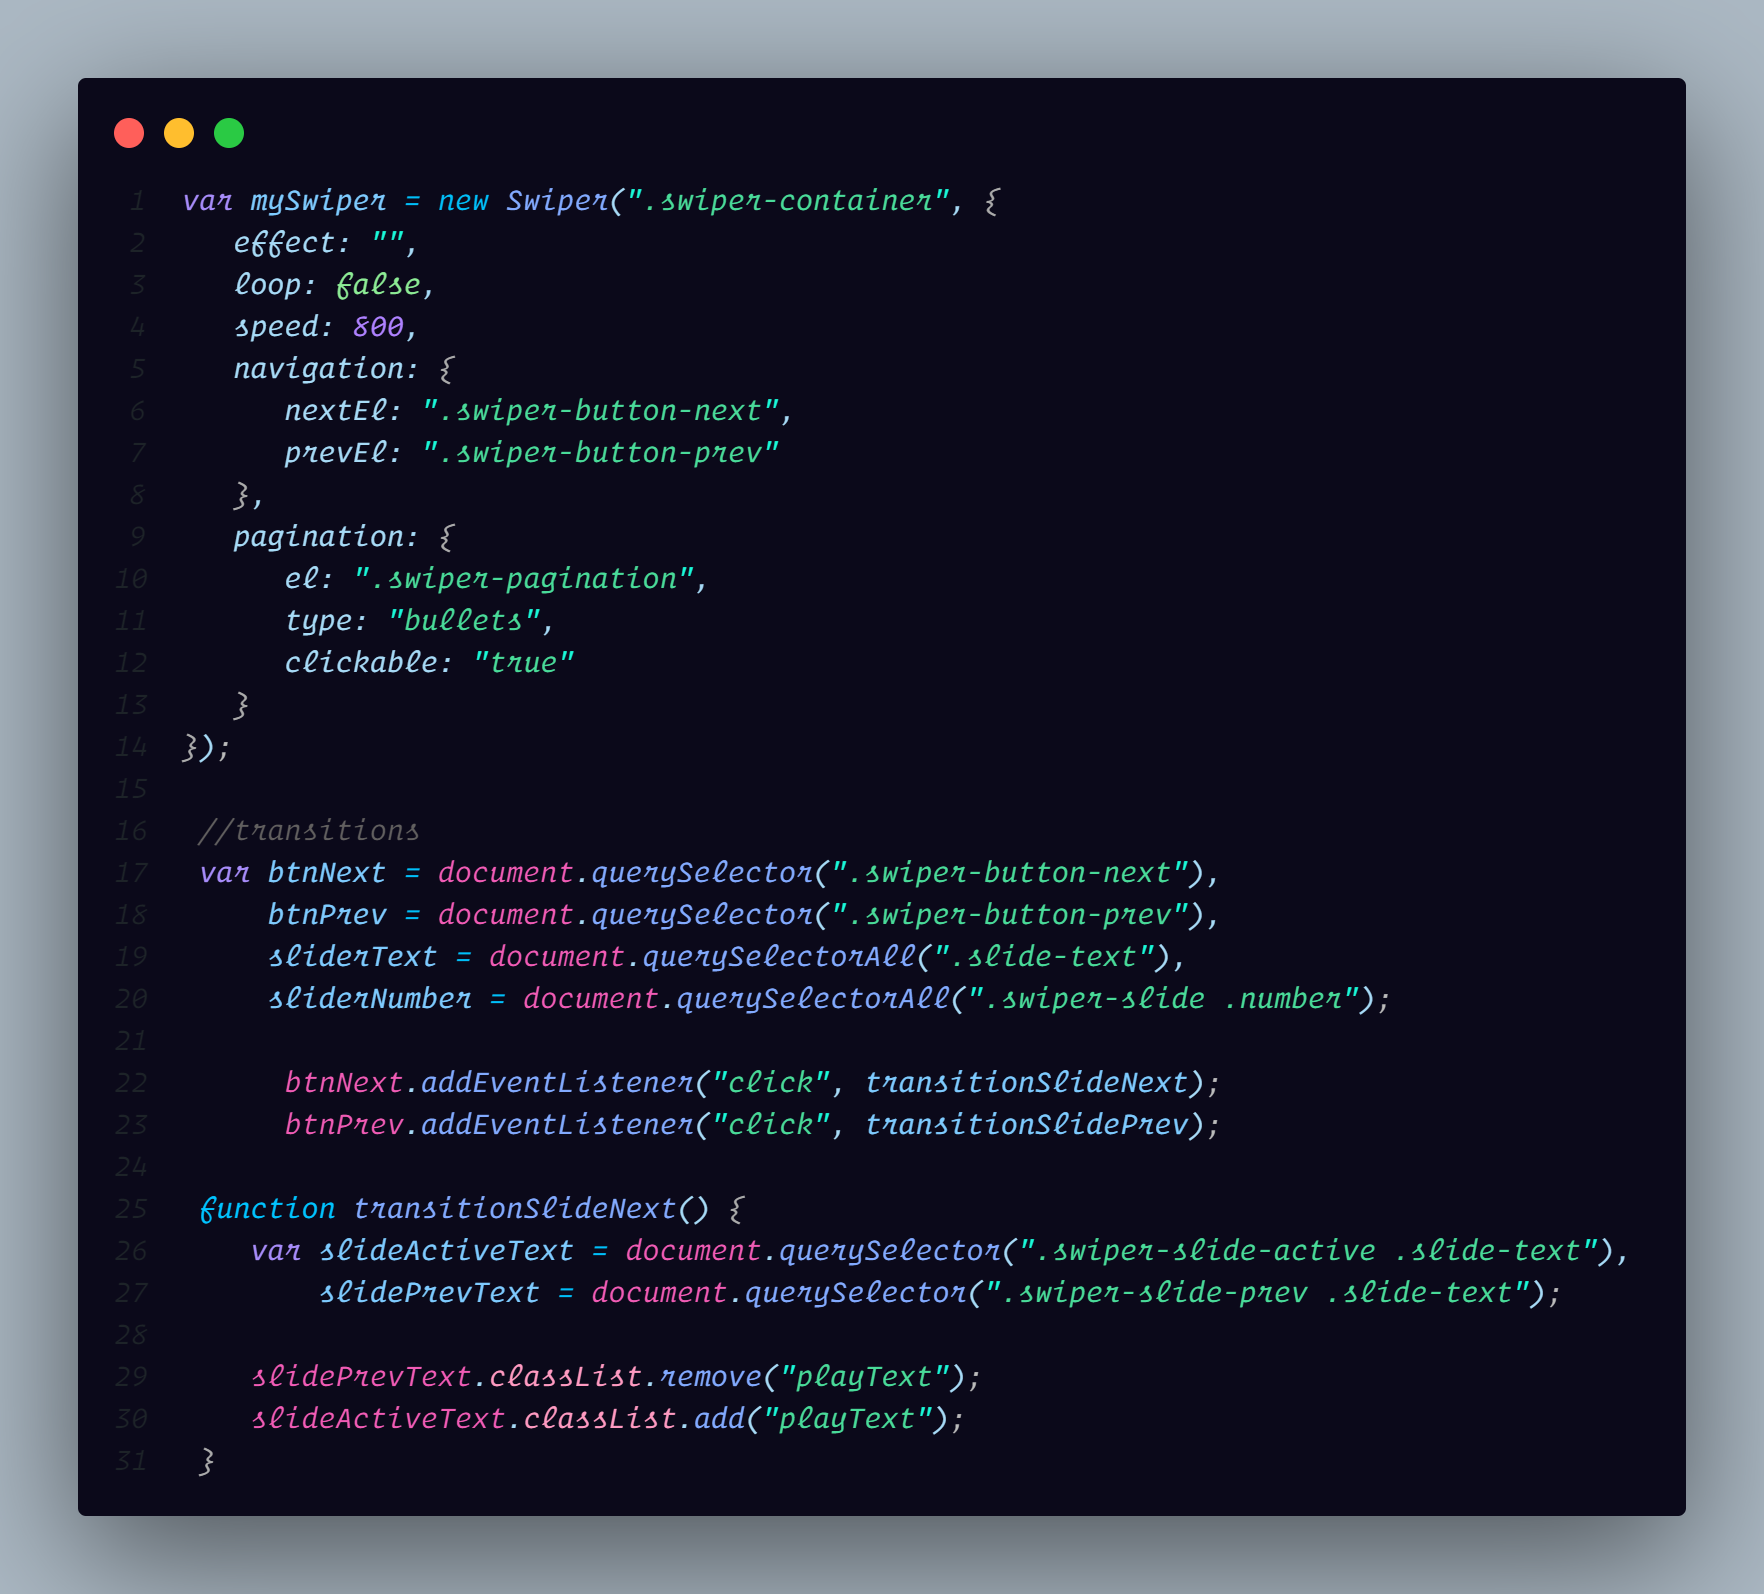 1 var mySwiper = new Swiper(".swiper-container", {
2 effect: "",
3 loop: false,
4 speed: 800,
5 navigation: {
6 nextEl: ".swiper-button-next",
7 prevEl: ".swiper-button-prev"
8 },
9 pagination: {
10 el: ".swiper-pagination",
11 type: "bullets",
12 clickable: "true"
13 }
14 });
15
16 //transitions
17 var btnNext = document.querySelector(".swiper-button-next"),
18 btnPrev = document.querySelector(".swiper-button-prev"),
19 sliderText = document.querySelectorAll(".slide-text"),
20 sliderNumber = document.querySelectorAll(".swiper-slide .number");
21
22 btnNext.addEventListener("click", transitionSlideNext);
23 btnPrev.addEventListener("click", transitionSlidePrev);
24
25 function transitionSlideNext() {
26 var slideActiveText = document.querySelector(".swiper-slide-active .slide-text"),
27 slidePrevText = document.querySelector(".swiper-slide-prev .slide-text");
28
29 slidePrevText.classList.remove("playText");
30 slideActiveText.classList.add("playText");
31 }